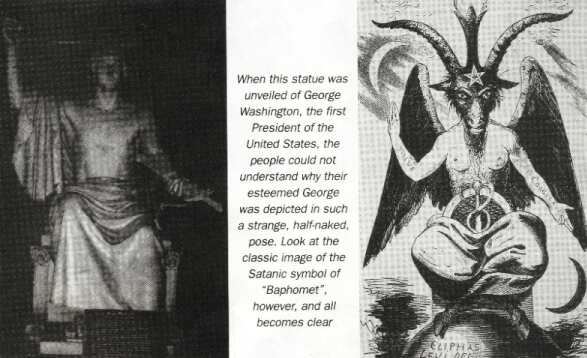 When this statue was
unveiled of George
Washington, the first
President of the
United States, the
people could not
understand why their
esteemed George
was depicted in such
a strange, half-naked,
pose. Look at the
classic image of the
Satanic symbol of
"Baphomet",
however, and all
becomes clear
ELIPHAS